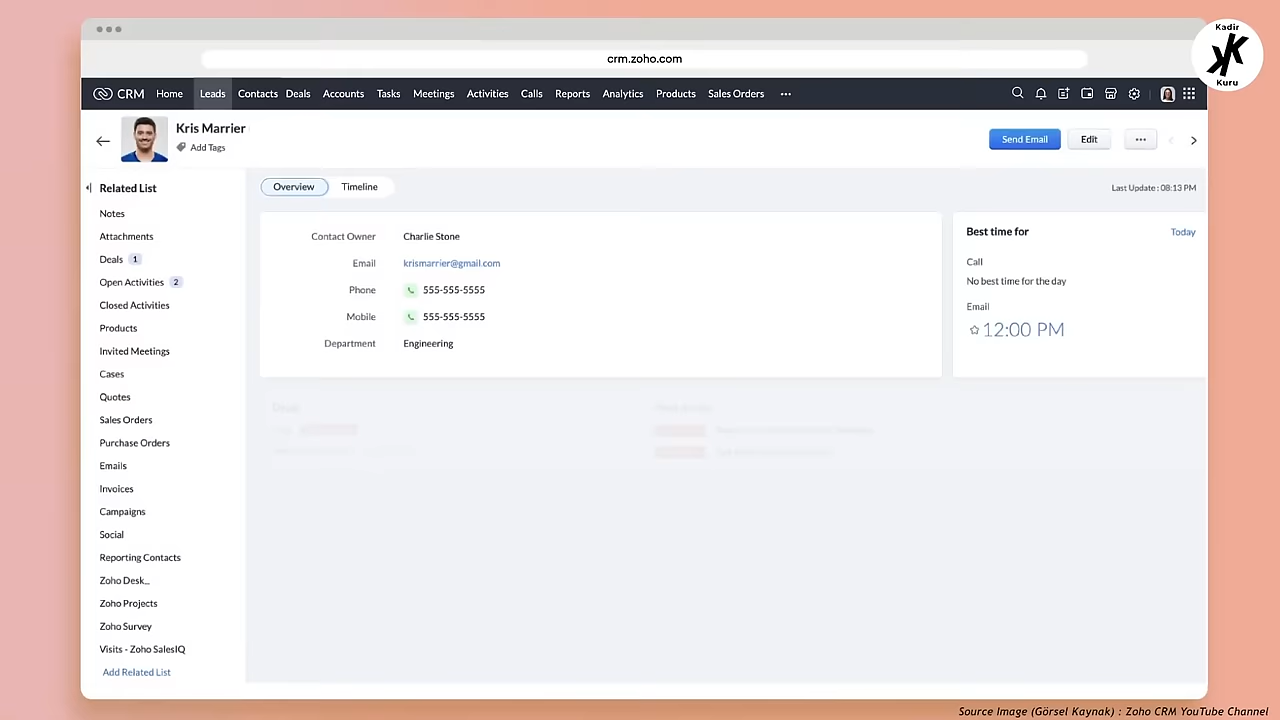 Kadir
Kuru
crm.zoho.com
CRM Home Leads Contacts Deals Accounts Tasks Meetings Activities Calls Reports Analytics Products Sales Orders
Kris Marrier
Add Tags
Send Email Edit
Related List
Notes
Attachments
Deals 1
Open Activities 2
Closed Activities
Products
Invited Meetings
Cases
Quotes
Sales Orders
Purchase Orders
Emails
Invoices
Campaigns
Social
Reporting Contacts
Zoho Desk...
Zoho Projects
Zoho Survey
Visits - Zoho SalesIQ
Add Related List
Overview Timeline
Last Update : 08:13 PM
Contact Owner Charlie Stone
Email krismarrier@gmail.com
Phone 555-555-5555
Mobile 555-555-5555
Department Engineering
Best time for Today
Call
No best time for the day
Email
12:00 PM
Source Image (Görsel Kaynak) : Zoho CRM YouTube Channel